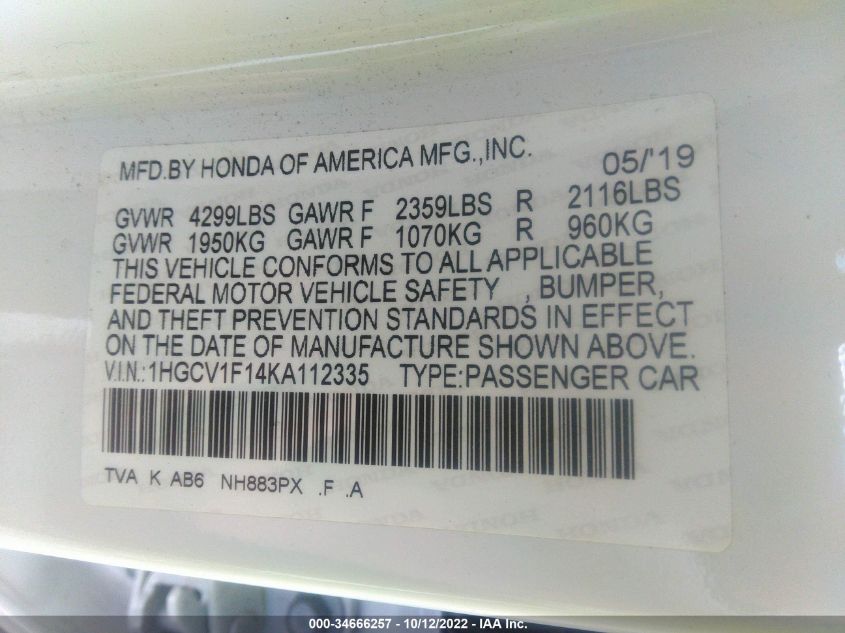 MFD.BY HONDA OF AMERICA MFG.,INC. 05/'19
GVWR 4299LBS GAWR F 2359LBS R 2116LBS
GVWR 1950KG GAWR F 1070KG R 960KG
THIS VEHICLE CONFORMS TO ALL APPLICABLE
FEDERAL MOTOR VEHICLE SAFETY , BUMPER,
AND THEFT PREVENTION STANDARDS IN EFFECT
ON THE DATE OF MANUFACTURE SHOWN ABOVE.
V.I.N.:1HGCV1F14KA112335 TYPE:PASSENGER CAR
TVA K AB6 NH883PX .F .A
000-34666257 - 10/12/2022 - IAA Inc.